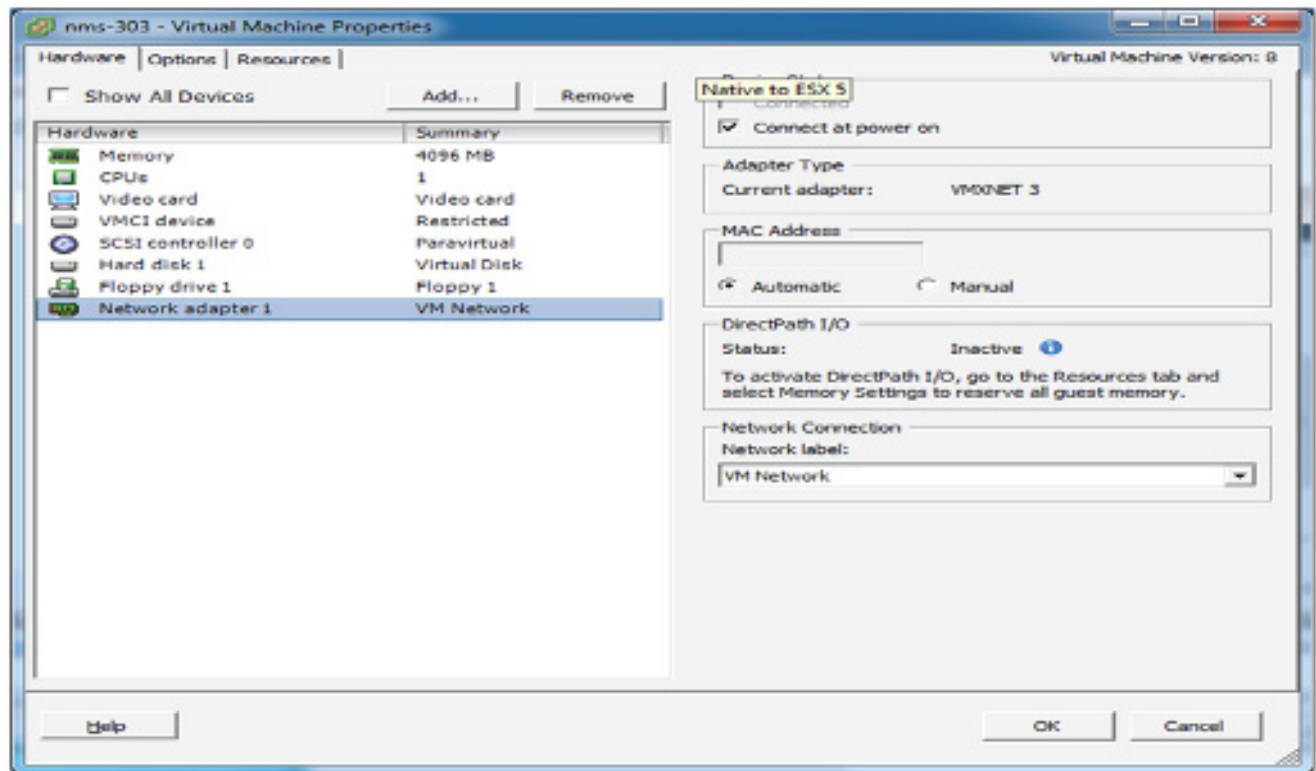 nms-303 - Virtual Machine Properties
Hardware Options Resources Virtual Machine Version: 8
Show All Devices Add... Remove
Native to ESX 5
Connected
Hardware Summary
Connect at power on
Memory 4096 MB
CPUs 1
Video card Video card
VMCI device Restricted
SCSI controller 0 Paravirtual
Hard disk 1 Virtual Disk
Floppy drive 1 Floppy 1
Network adapter 1 VM Network
Adapter Type
Current adapter: VMXNET 3
MAC Address
Automatic Manual
DirectPath I/O
Status: Inactive
To activate DirectPath I/O, go to the Resources tab and
select Memory Settings to reserve all guest memory.
Network Connection
Network label:
VM Network
Help OK Cancel